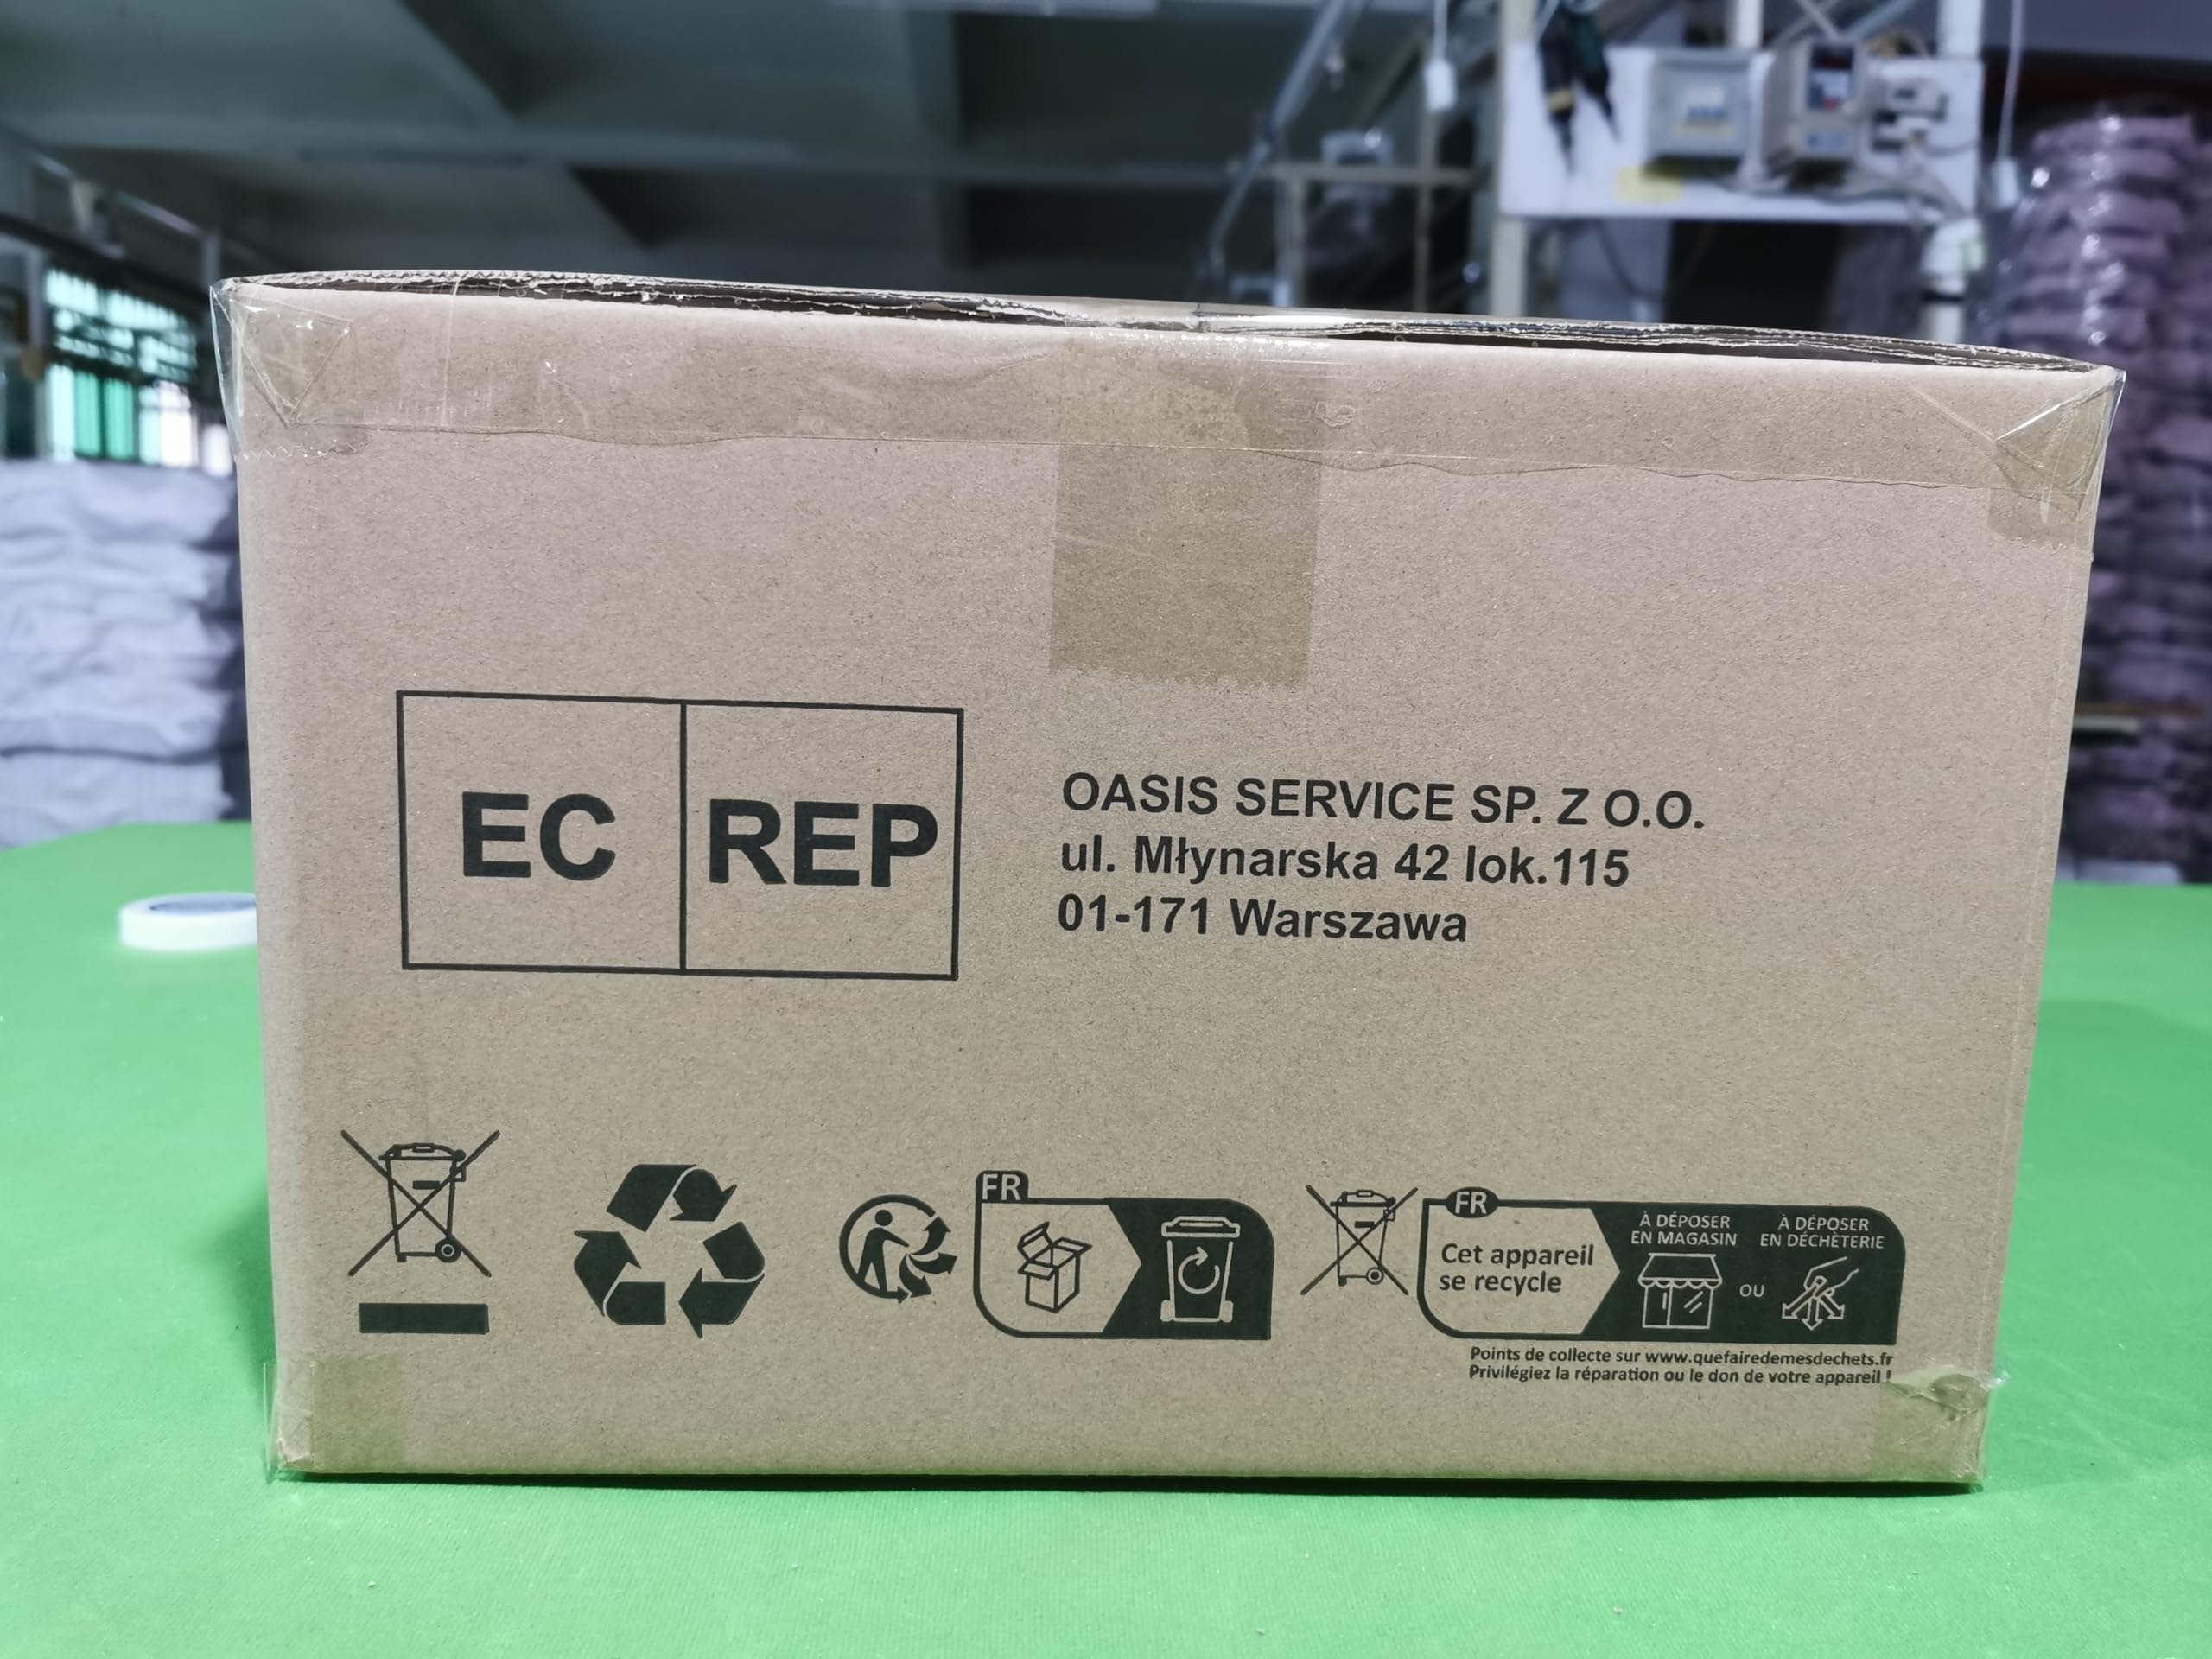 EC REP
OASIS SERVICE SP. Z O.O.
ul. Młynarska 42 lok.115
01-171 Warszawa
FR
FR
Cet appareil
se recycle
À DÉPOSER
EN MAGASIN
OU
À DÉPOSER
EN DÉCHÈTERIE
Points de collecte sur www.quefairedemesdechets.fr
Privilégiez la réparation ou le don de votre appareil !